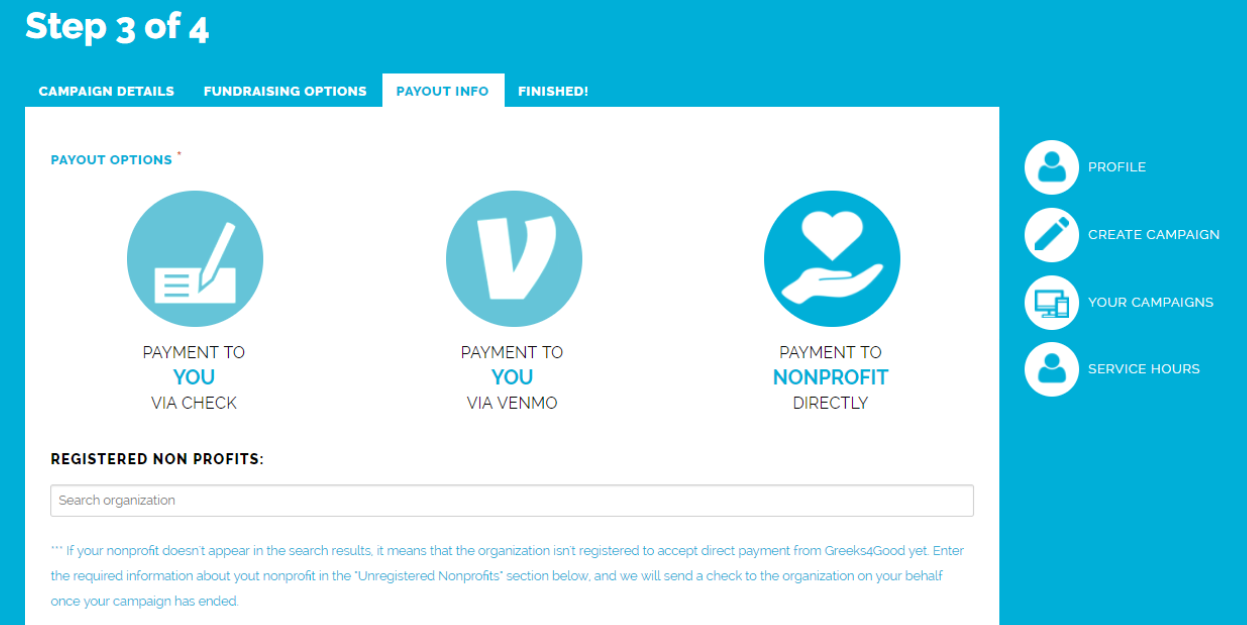 Step 3 of 4
CAMPAIGN DETAILS FUNDRAISING OPTIONS PAYOUT INFO FINISHED!
PAYOUT OPTIONS *
PAYMENT TO
YOU
VIA CHECK
PAYMENT TO
YOU
VIA VENMO
PAYMENT TO
NONPROFIT
DIRECTLY
REGISTERED NON PROFITS:
Search organization
*** If your nonprofit doesn't appear in the search results, it means that the organization isn't registered to accept direct payment from Greeks4Good yet. Enter
the required information about yout nonprofit in the "Unregistered Nonprofits" section below, and we will send a check to the organization on your behalf
once your campaign has ended.
PROFILE
CREATE CAMPAIGN
YOUR CAMPAIGNS
SERVICE HOURS